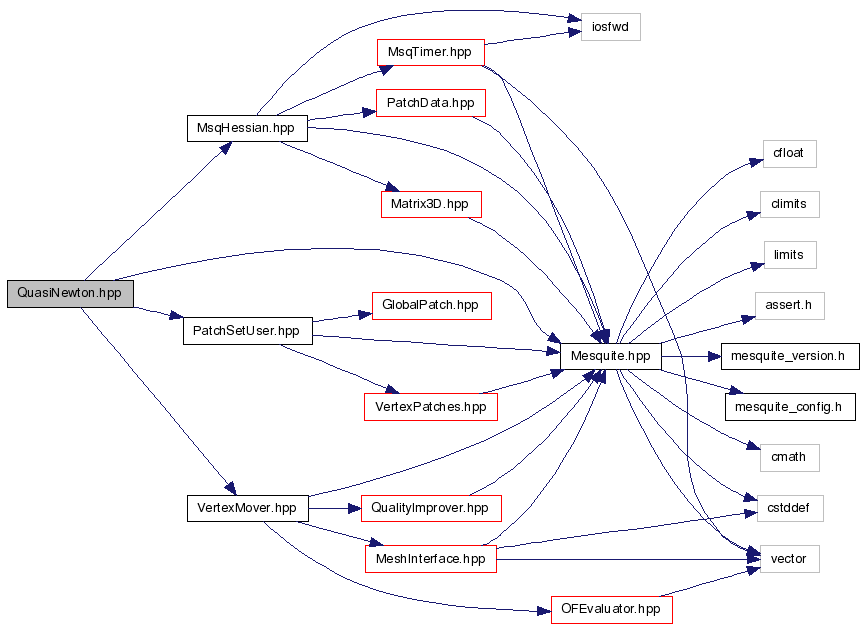 iosfwd
MsqTimer.hpp
PatchData.hpp
MsqHessian.hpp
cfloat
Matrix3D.hpp
climits
limits
QuasiNewton.hpp
GlobalPatch.hpp
assert.h
PatchSetUser.hpp
Mesquite.hpp
mesquite_version.h
VertexPatches.hpp
mesquite_config.h
cmath
VertexMover.hpp
QualityImprover.hpp
cstddef
MeshInterface.hpp
vector
OFEvaluator.hpp